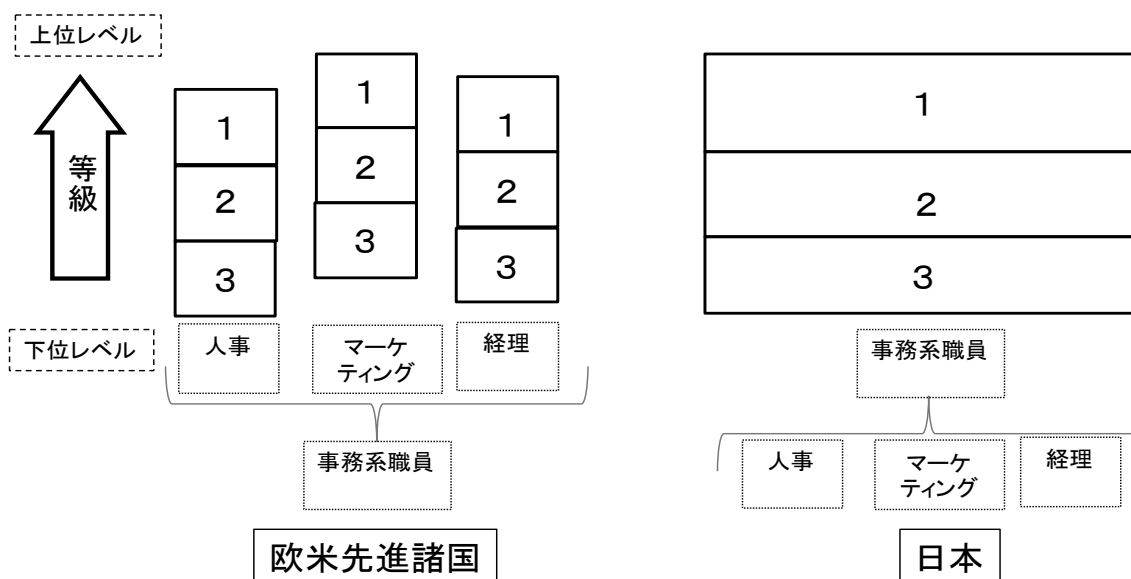 上位レベル
等級
下位レベル
1
2
3
人事
1
2
3
マーケ
ティング
1
2
3
経理
事務系職員
欧米先進諸国
1
2
3
事務系職員
人事
マーケ
ティング
経理
日本